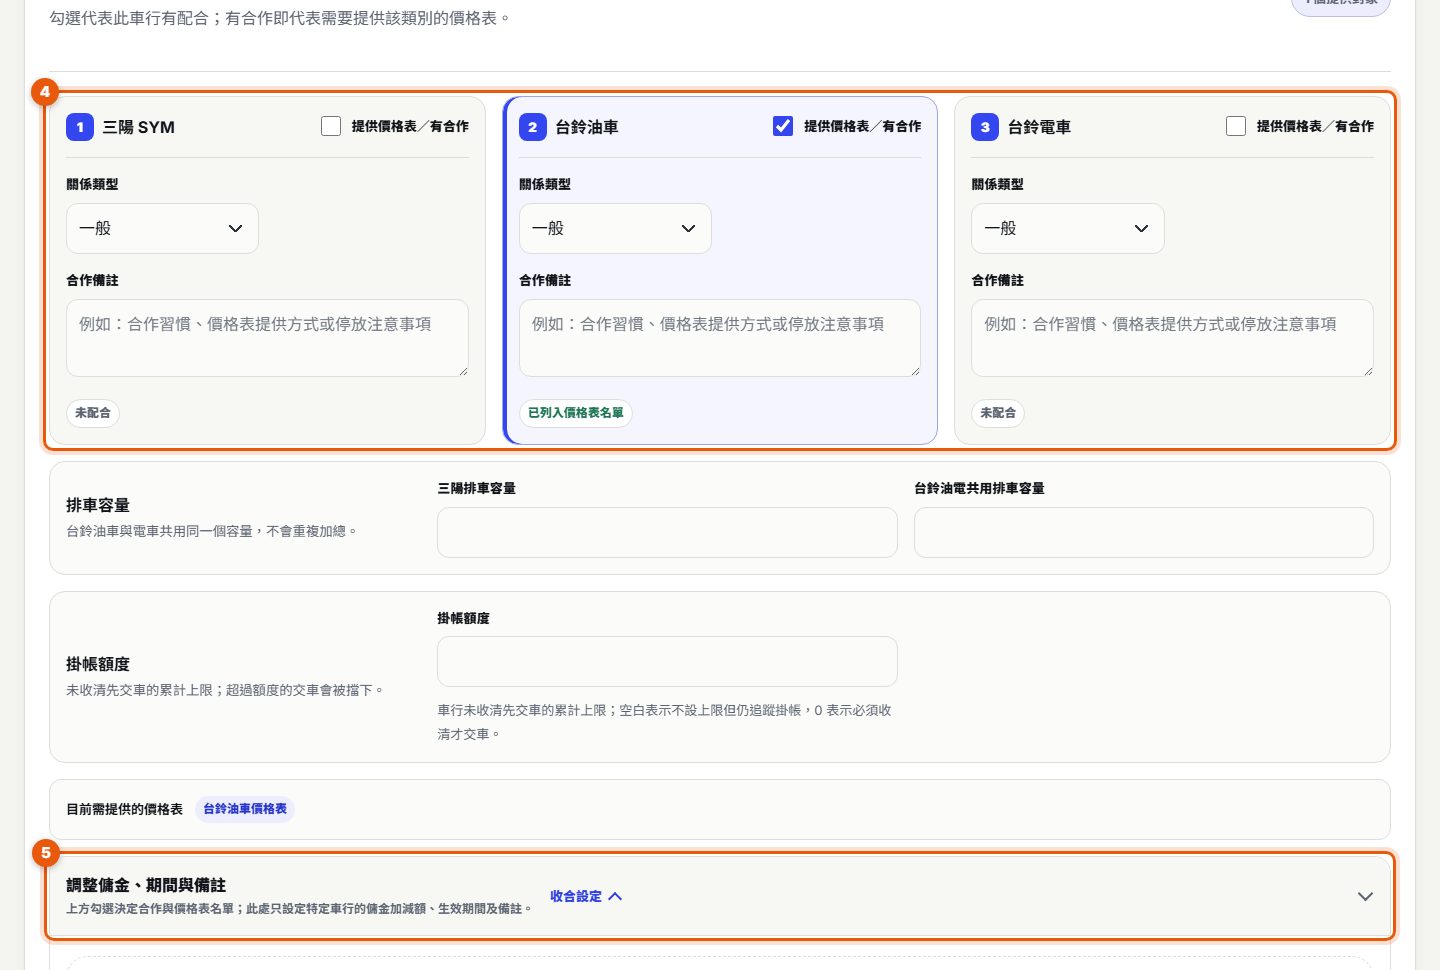 勾選代表此車行有配合；有合作即代表需要提供該類別的價格表。
4
1 三陽 SYM
提供價格表／有合作
關係類型
一般
合作備註
例如：合作習慣、價格表提供方式或停放注意事項
未配合
2 台鈴油車
提供價格表／有合作
關係類型
一般
合作備註
例如：合作習慣、價格表提供方式或停放注意事項
已列入價格表名單
3 台鈴電車
提供價格表／有合作
關係類型
一般
合作備註
例如：合作習慣、價格表提供方式或停放注意事項
未配合
排車容量
台鈴油車與電車共用同一個容量，不會重複加總。
三陽排車容量
台鈴油電共用排車容量
掛帳額度
未收清先交車的累計上限；超過額度的交車會被擋下。
掛帳額度
車行未收清先交車的累計上限；空白表示不設上限但仍追蹤掛帳，0 表示必須收
清才交車。
目前需提供的價格表 台鈴油車價格表
5
調整傭金、期間與備註
上方勾選決定合作與價格表名單；此處只設定特定車行的傭金加減額、生效期間及備註。
收合設定